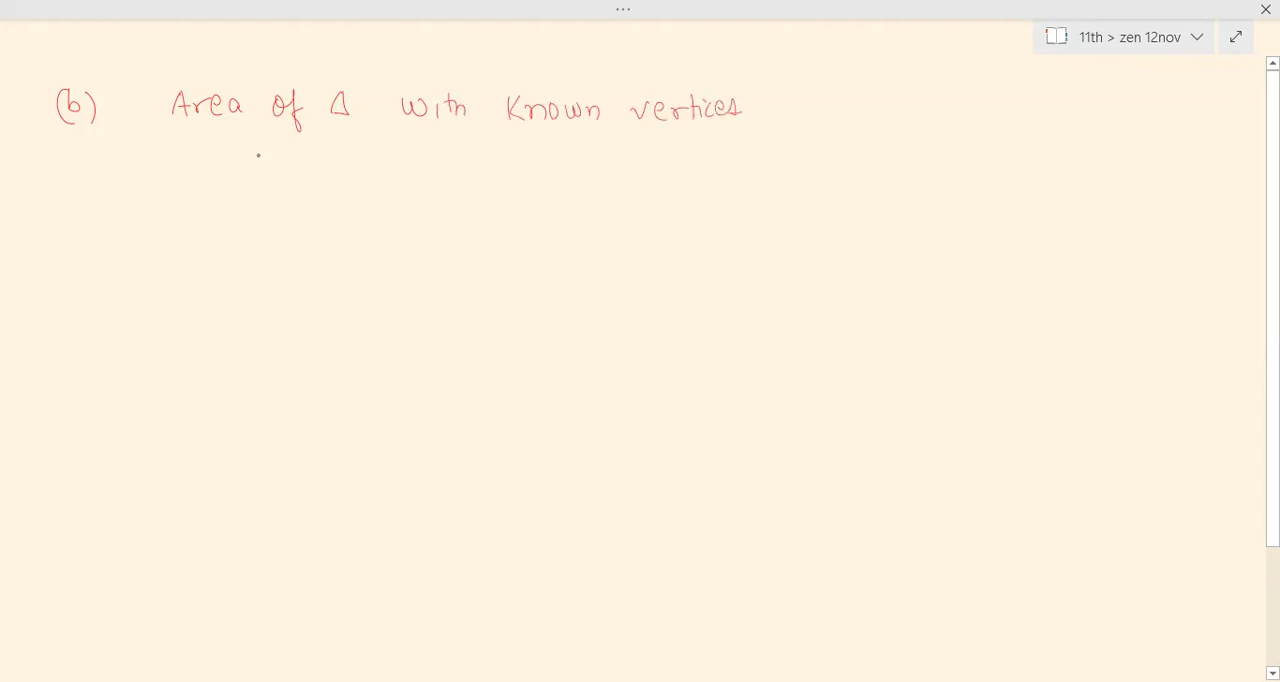 11th > zen 12nov
(b) Area of Δ with Known vertices